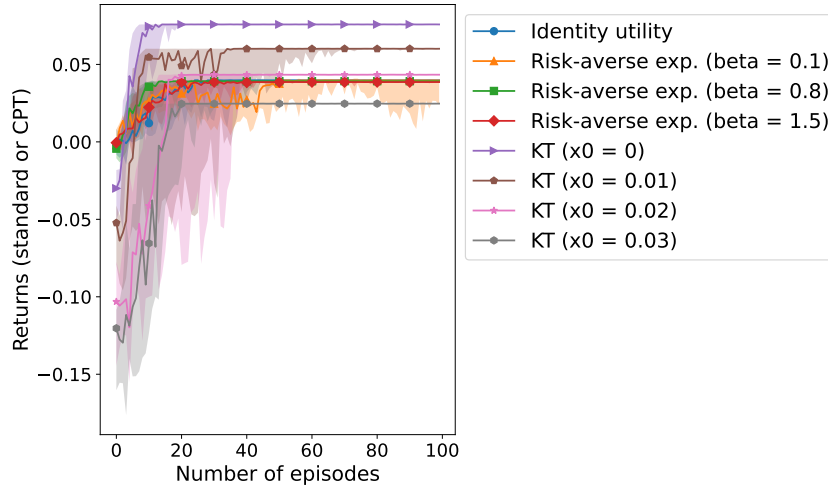 Returns (standard or CPT)
0.05
0.00
−0.05
−0.10
−0.15
0 20 40 60 80 100
Number of episodes
Identity utility
Risk-averse exp. (beta = 0.1)
Risk-averse exp. (beta = 0.8)
Risk-averse exp. (beta = 1.5)
KT (x0 = 0)
KT (x0 = 0.01)
KT (x0 = 0.02)
KT (x0 = 0.03)